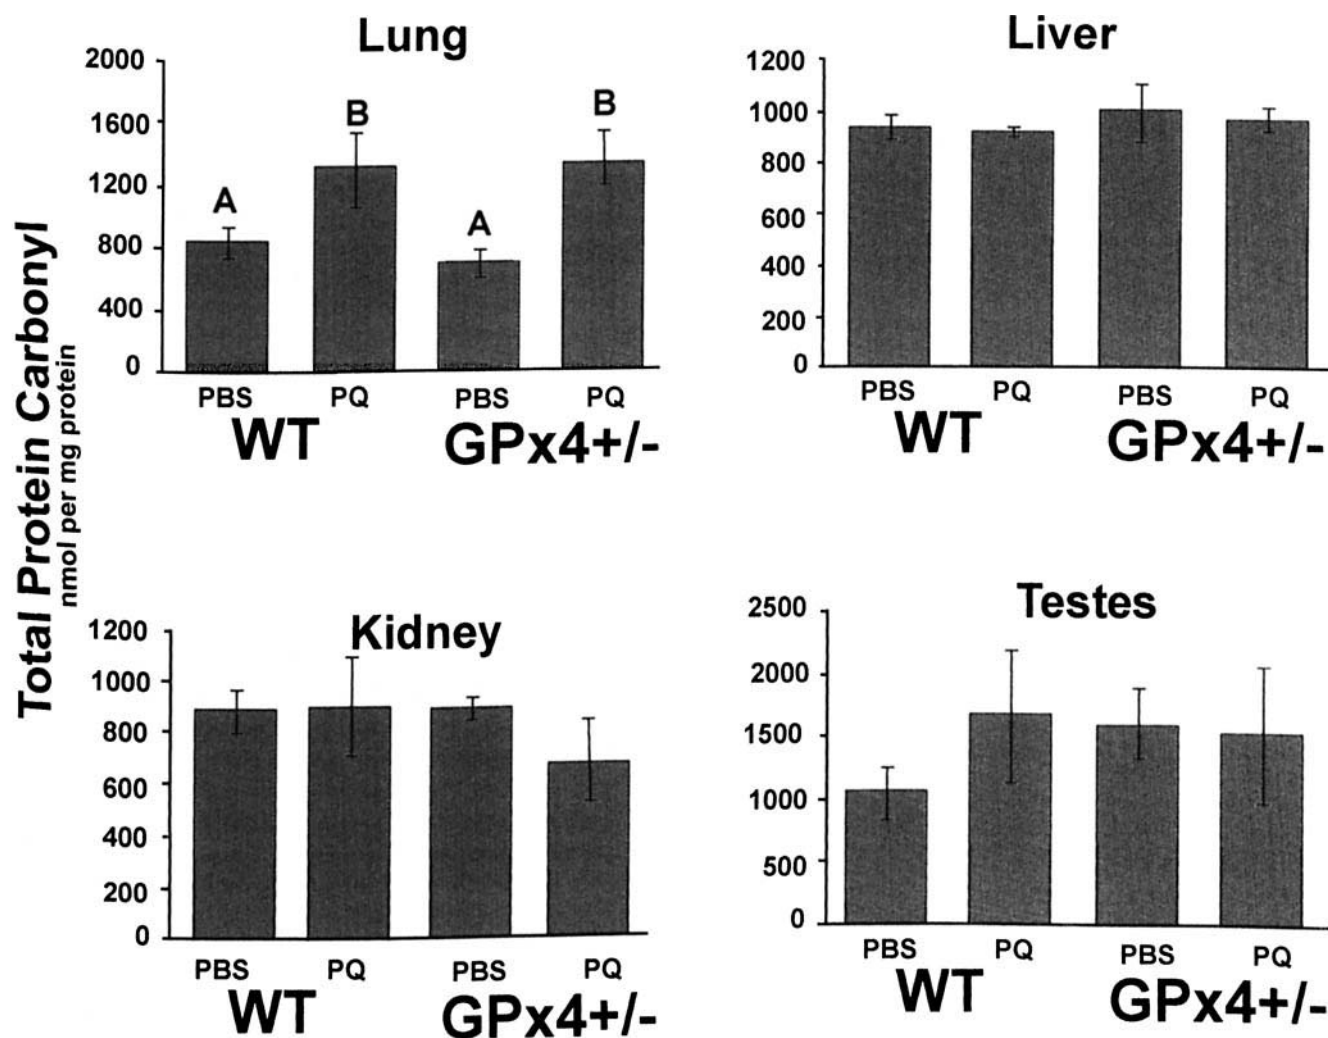 Total Protein Carbonyl
nmol per mg protein
Lung
2000
1600
1200
800
400
0
A
B
A
B
PBS PQ PBS PQ
WT GPx4+/-
Liver
1200
1000
800
600
400
200
0
PBS PQ PBS PQ
WT GPx4+/-
Kidney
1200
1000
800
600
400
200
0
PBS PQ PBS PQ
WT GPx4+/-
Testes
2500
2000
1500
1000
500
0
PBS PQ PBS PQ
WT GPx4+/-